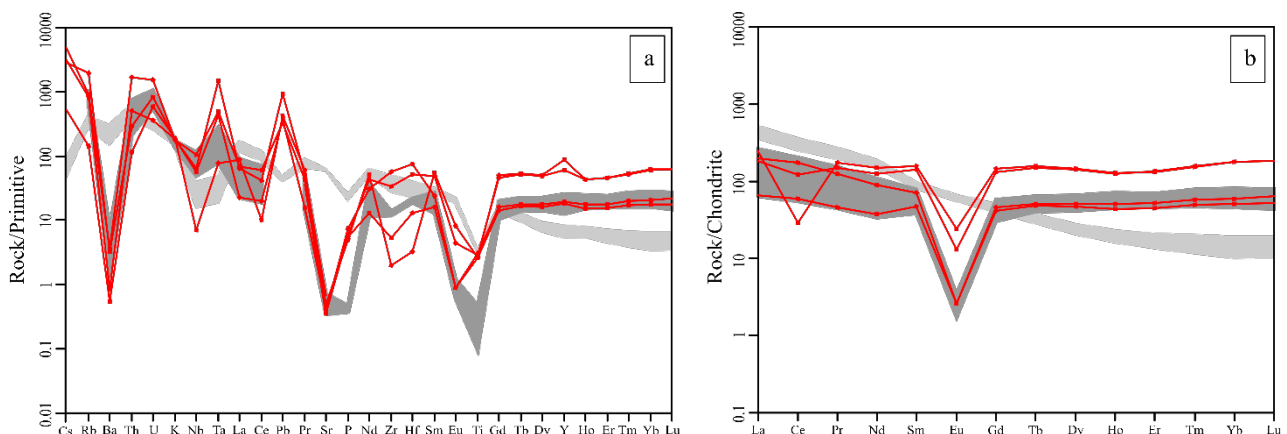 10000
1000
100
10
1
0.1
0.01
Rock/Primitive
a
Cs Rb Ba Th U K Nb Ta La Ce Pb Pr Sr P Nd Zr Hf Sm Eu Ti Gd Tb Dy Y Ho Er Tm Yb Lu
10000
1000
100
10
1
0.1
Rock/Chondrite
b
La Ce Pr Nd Sm Eu Gd Tb Dy Ho Er Tm Yb Lu